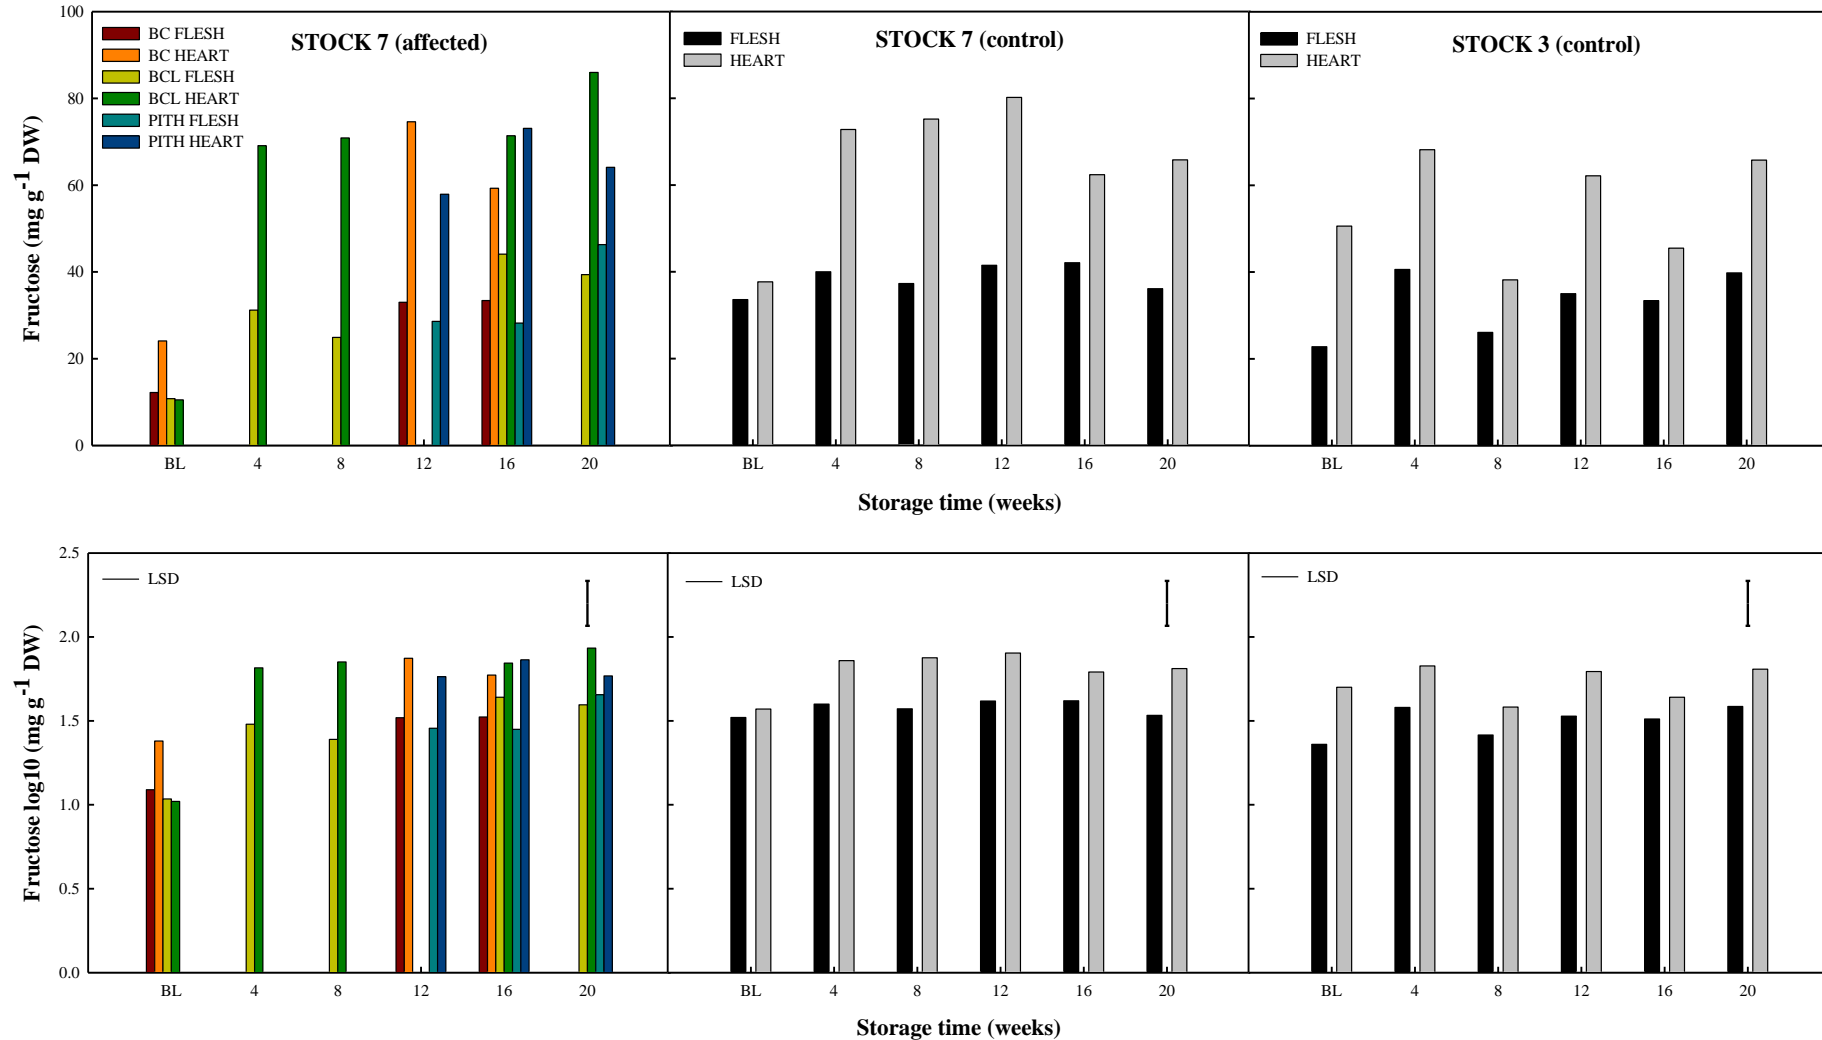 100
80
60
40
20
0
Fructose (mg g-1 DW)
BC FLESH
BC HEART
BCL FLESH
BCL HEART
PITH FLESH
PITH HEART
STOCK 7 (affected)
BL 4 8 12 16 20
FLESH
HEART
STOCK 7 (control)
BL 4 8 12 16 20
FLESH
HEART
STOCK 3 (control)
BL 4 8 12 16 20
Storage time (weeks)
2.5
2.0
1.5
1.0
0.5
0.0
Fructose log10 (mg g-1 DW)
LSD
BL 4 8 12 16 20
LSD
BL 4 8 12 16 20
LSD
BL 4 8 12 16 20
Storage time (weeks)